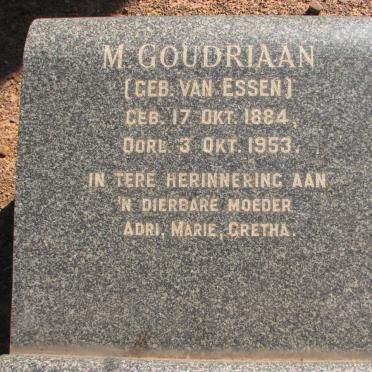 M. GOUDRIAAN
(GEB. VAN ESSEN)
GEB. 17 OKT. 1884,
OORL. 3 OKT. 1953.
IN TERE HERINNERING AAN
'N DIERBARE MOEDER
ADRI, MARIE, GRETHA.